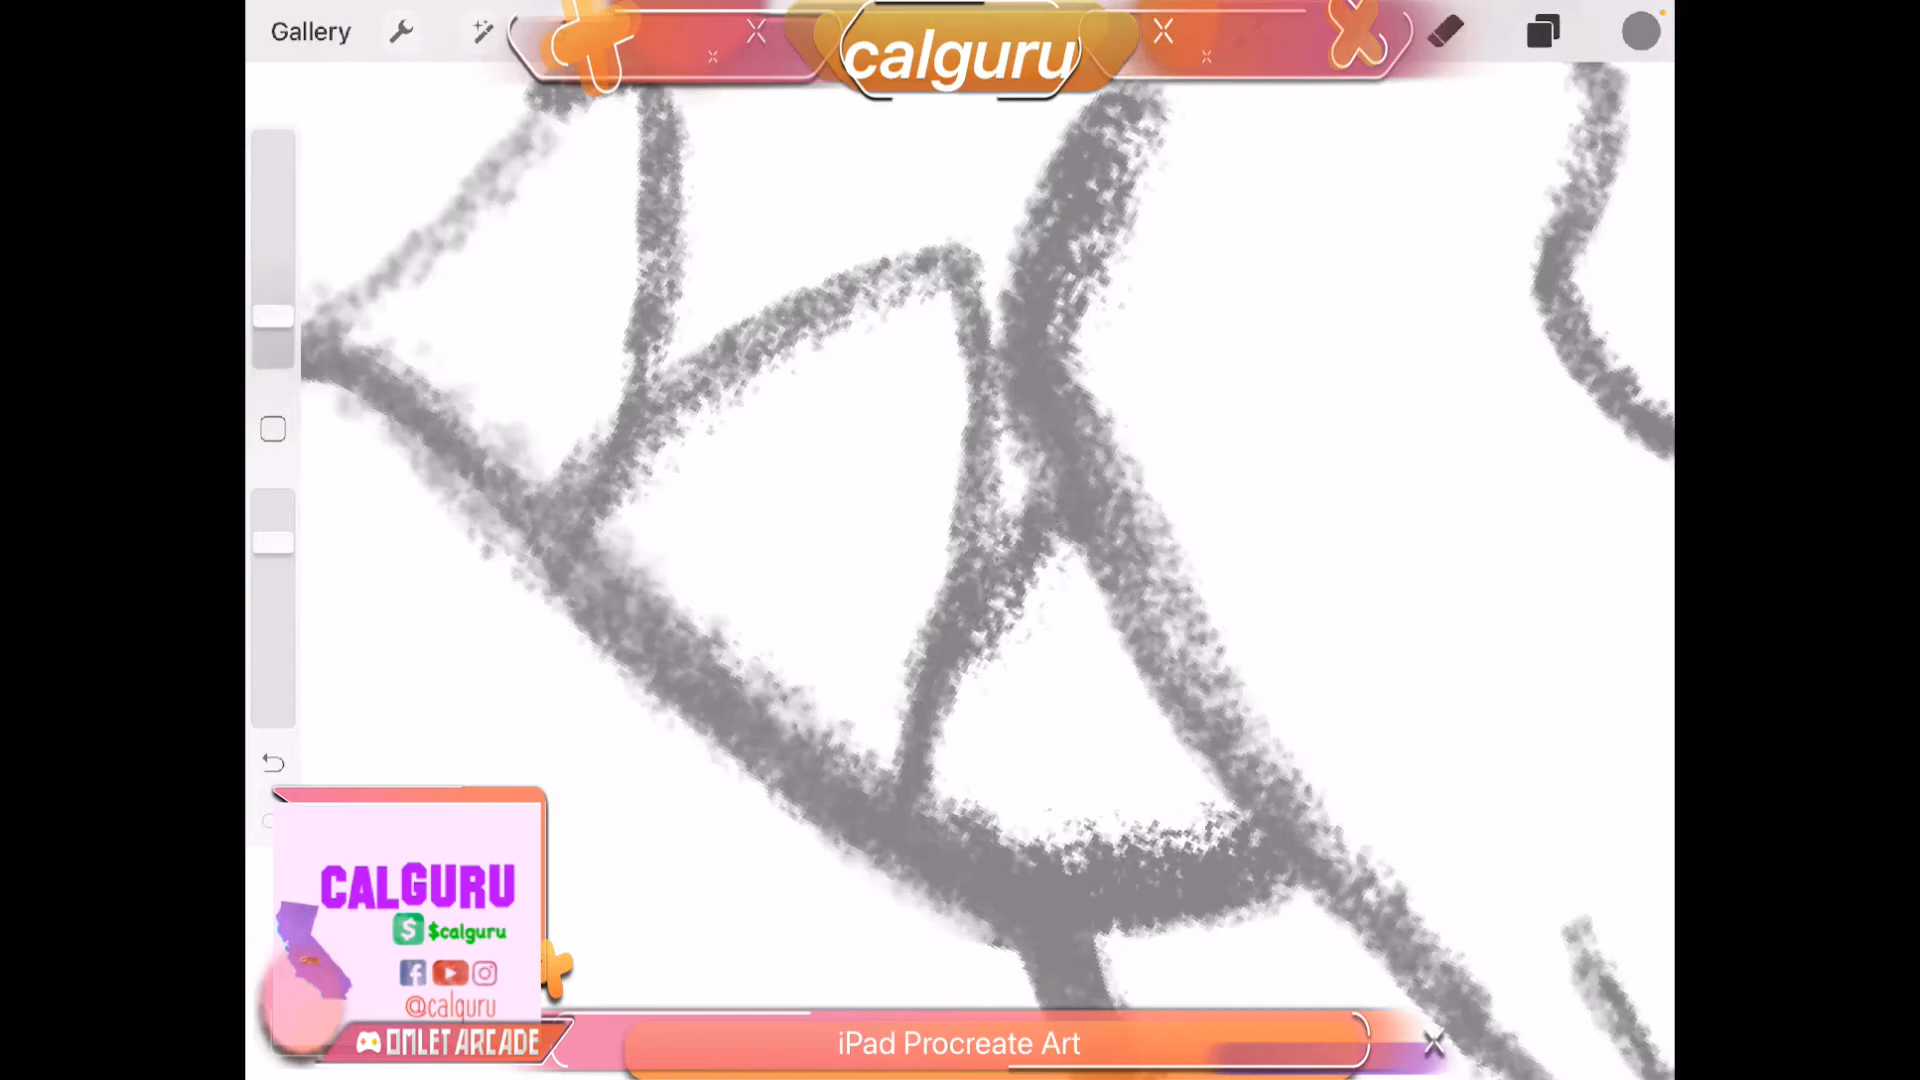 Gallery
calguru
CALGURU
$ $calguru
@calguru
OMLET ARCADE
iPad Procreate Art